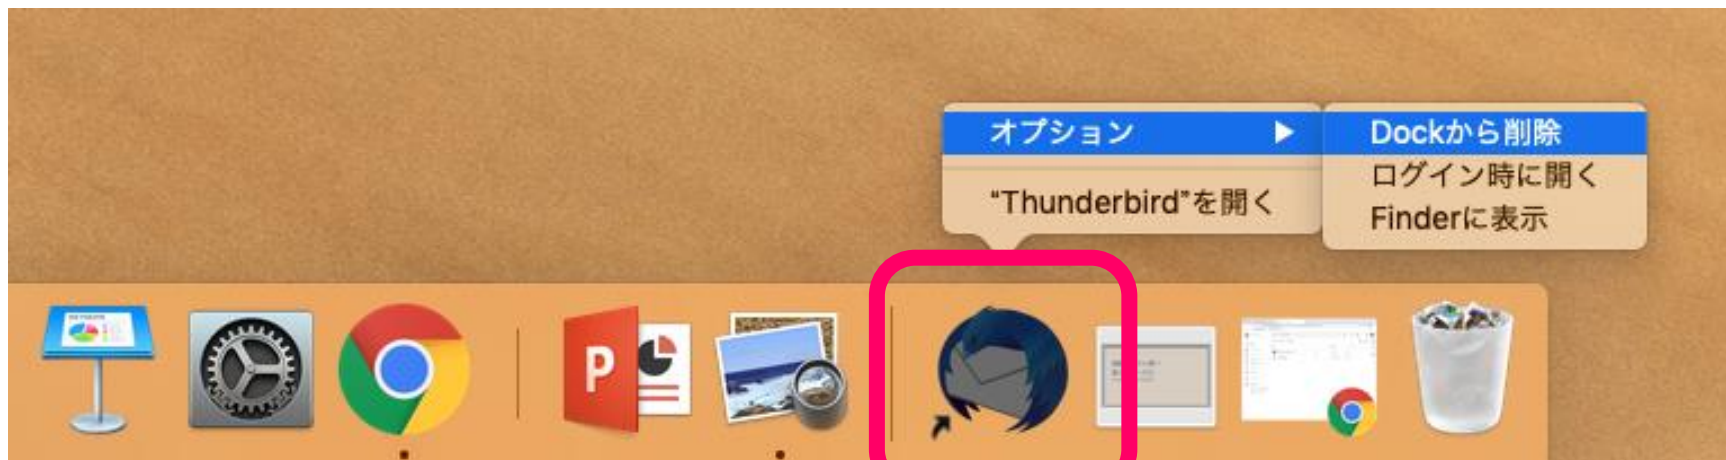 オプション
Dockから削除
ログイン時に開く
“Thunderbird”を開く
Finderに表示
P